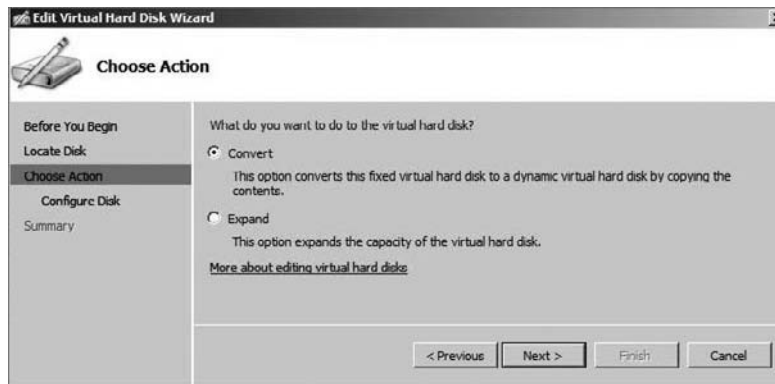 Edit Virtual Hard Disk Wizard
Choose Action
Before You Begin
Locate Disk
Choose Action
Configure Disk
Summary
What do you want to do to the virtual hard disk?
Convert
This option converts this fixed virtual hard disk to a dynamic virtual hard disk by copying the
contents.
Expand
This option expands the capacity of the virtual hard disk.
More about editing virtual hard disks
< Previous Next > Finish Cancel